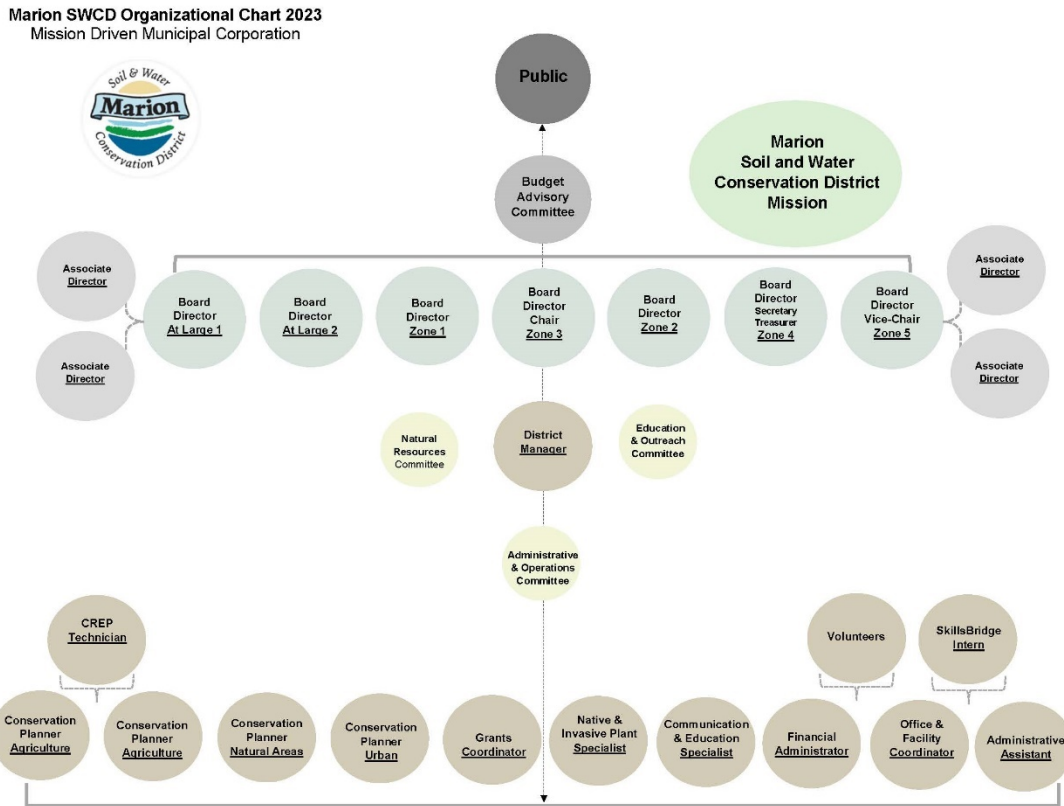 Marion SWCD Organizational Chart 2023
Mission Driven Municipal Corporation
Soil & Water
Marion
Conservation District
Public
Marion
Soil and Water
Conservation District
Mission
Budget
Advisory
Committee
Associate
Director
Associate
Director
Board
Director
At Large 1
Board
Director
At Large 2
Board
Director
Zone 1
Board
Director
Chair
Zone 3
Board
Director
Zone 2
Board
Director
Secretary
Treasurer
Zone 4
Board
Director
Vice-Chair
Zone 5
Associate
Director
Associate
Director
Natural
Resources
Committee
District
Manager
Education
& Outreach
Committee
Administrative
& Operations
Committee
CREP
Technician
Volunteers
SkillsBridge
Intern
Conservation
Planner
Agriculture
Conservation
Planner
Agriculture
Conservation
Planner
Natural Areas
Conservation
Planner
Urban
Grants
Coordinator
Native &
Invasive Plant
Specialist
Communication
& Education
Specialist
Financial
Administrator
Office &
Facility
Coordinator
Administrative
Assistant